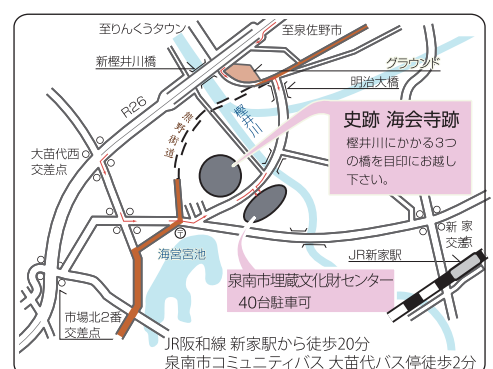 至りんくうタウン
至泉佐野市
新樫井川橋
グラウンド
明治大橋
R26
熊野街道
樫井川
史跡 海会寺跡
樫井川にかかる3つ
の橋を目印にお越し
下さい。
大苗代西
交差点
新家
交差点
JR新家駅
海営宮池
泉南市埋蔵文化財センター
40台駐車可
市場北2番
交差点
JR阪和線 新家駅から徒歩20分
泉南市コミュニティバス 大苗代バス停徒歩2分